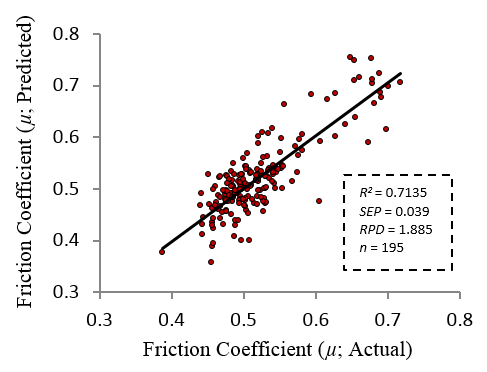 Friction Coefficient (µ; Predicted)
0.8
0.7
0.6
0.5
0.4
0.3
R² = 0.7135
SEP = 0.039
RPD = 1.885
n = 195
0.3 0.4 0.5 0.6 0.7 0.8
Friction Coefficient (µ; Actual)